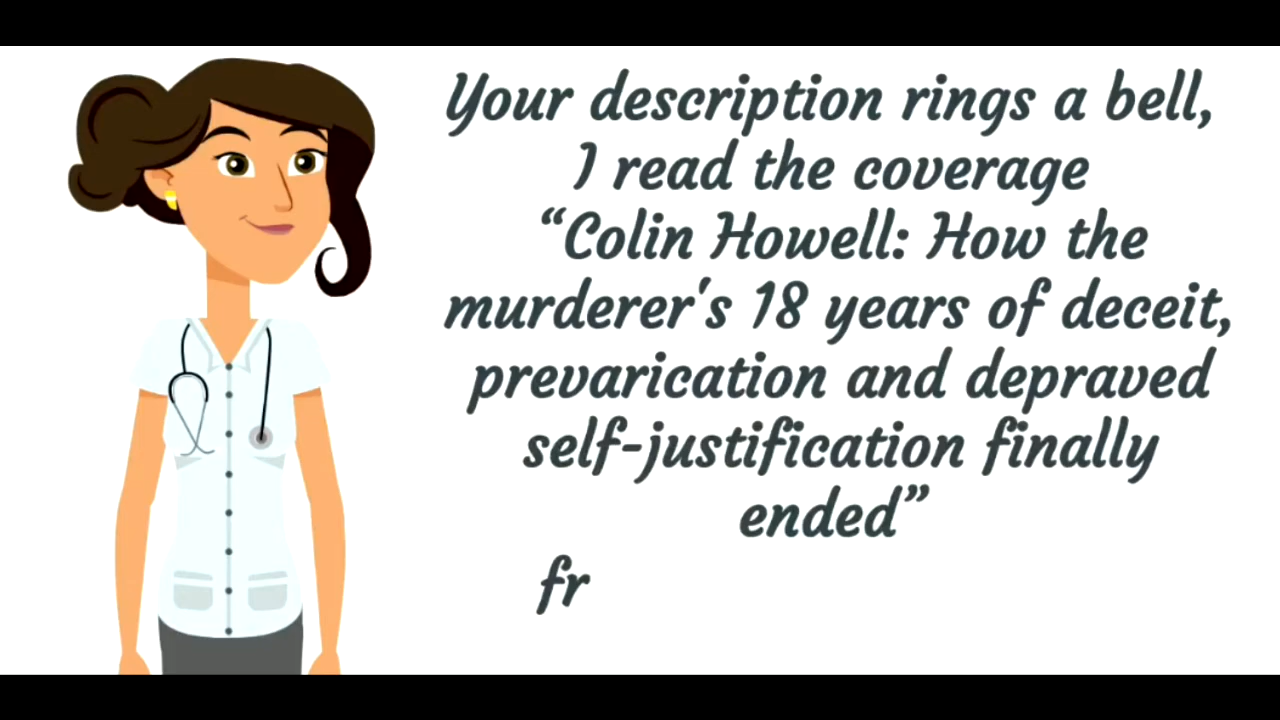 Your description rings a bell,
I read the coverage
“Colin Howell: How the
murderer's 18 years of deceit,
prevarication and depraved
self-justification finally
ended”
fr